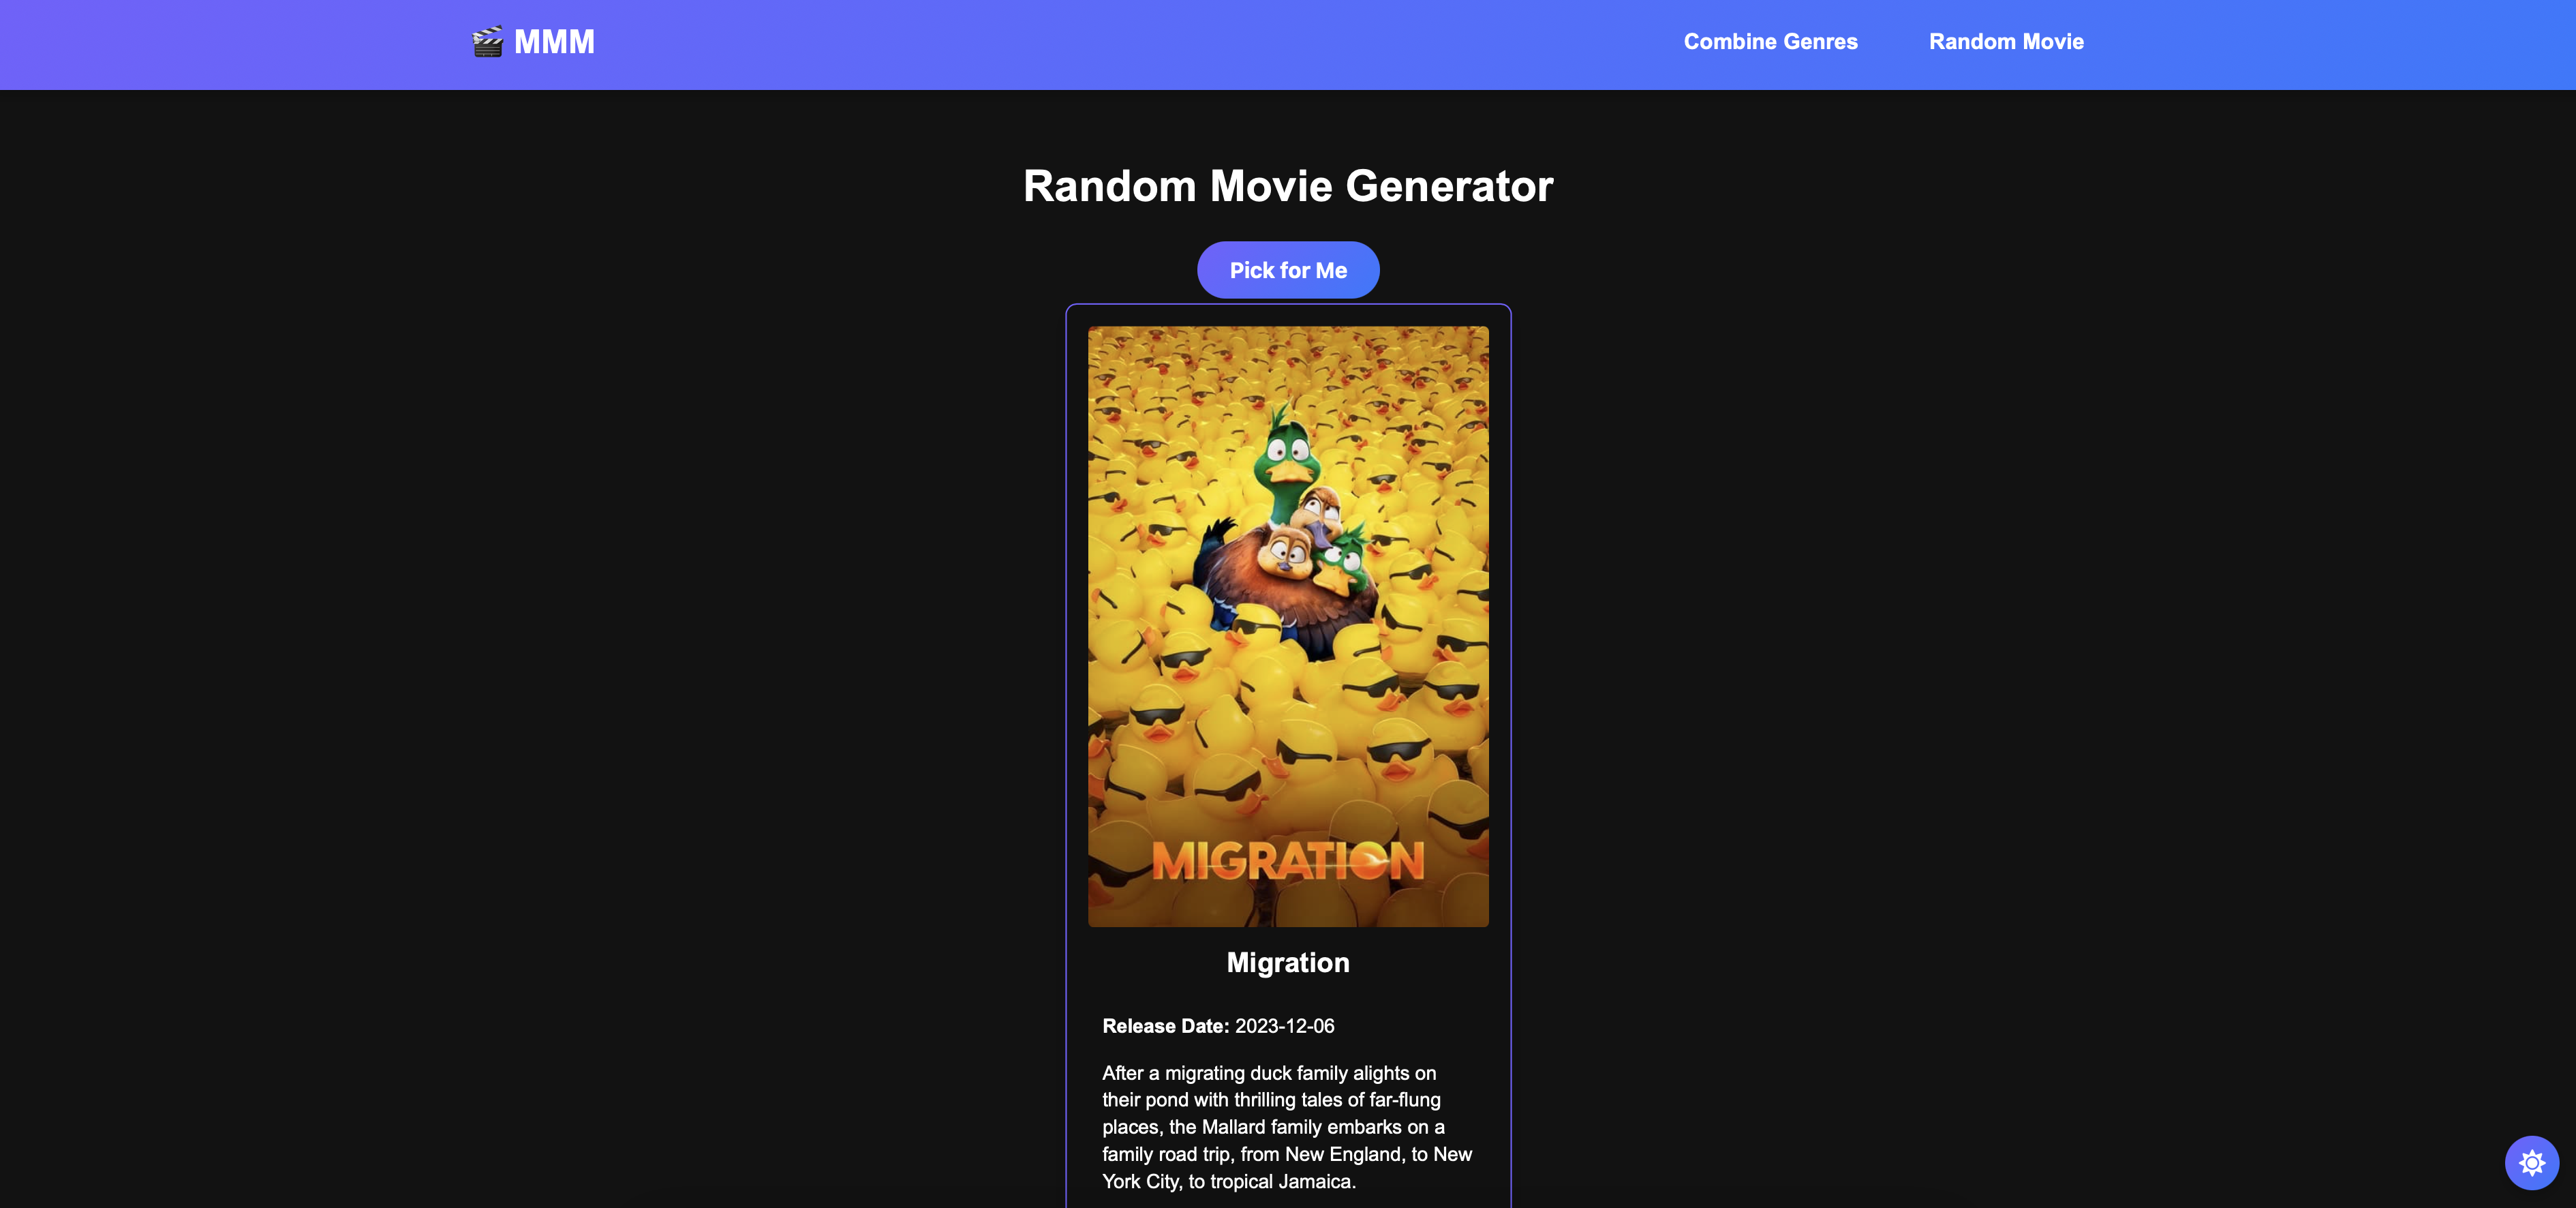 MMM
Combine Genres
Random Movie
Random Movie Generator
Pick for Me
MIGRATION
Migration
Release Date: 2023-12-06
After a migrating duck family alights on
their pond with thrilling tales of far-flung
places, the Mallard family embarks on a
family road trip, from New England, to New
York City, to tropical Jamaica.